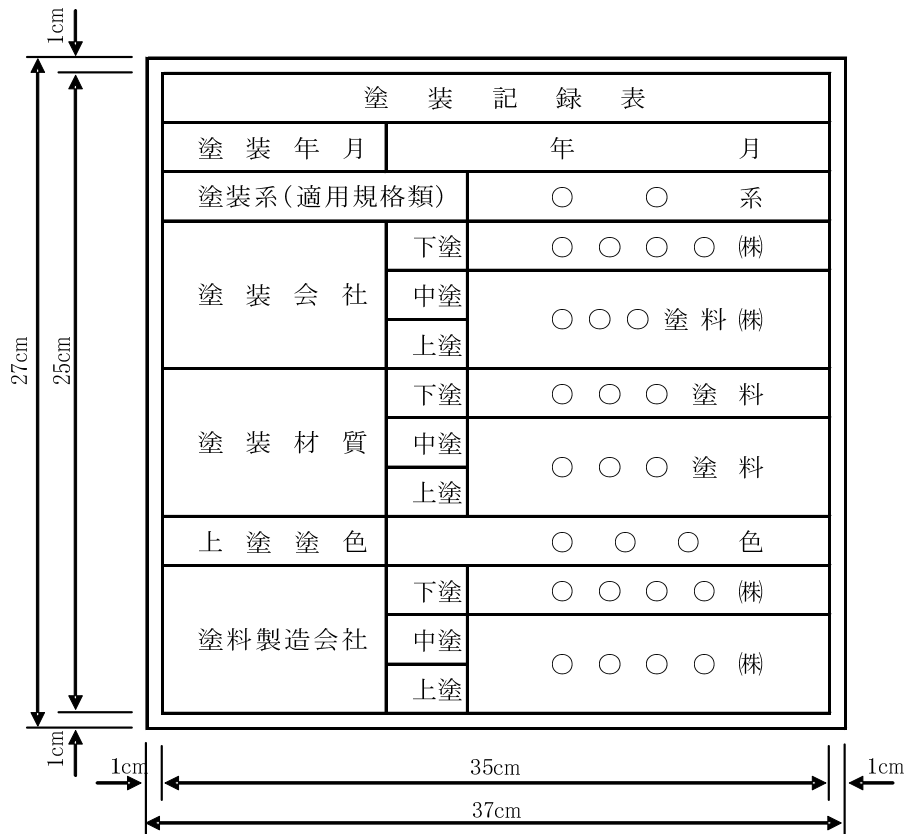 1cm
塗装記録表
塗装年月 年 月
塗装系(適用規格類) ○ ○ 系
塗装会社 下塗 ○ ○ ○ ○ ㈱
中塗 ○ ○ ○ 塗料㈱
上塗
塗装材質 下塗 ○ ○ ○ 塗料
中塗 ○ ○ ○ 塗料
上塗
上塗塗色 ○ ○ ○ 色
塗料製造会社 下塗 ○ ○ ○ ○ ㈱
中塗 ○ ○ ○ ○ ㈱
上塗
27cm
25cm
1cm
1cm
35cm
1cm
37cm